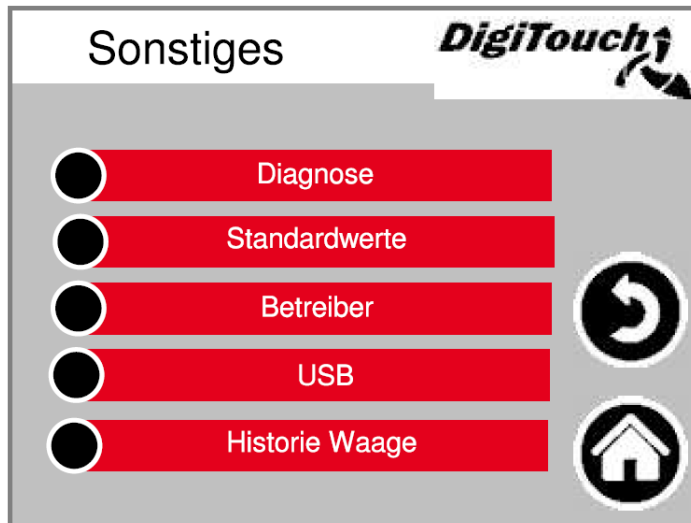 Sonstiges
DigiTouch
Diagnose
Standardwerte
Betreiber
USB
Historie Waage